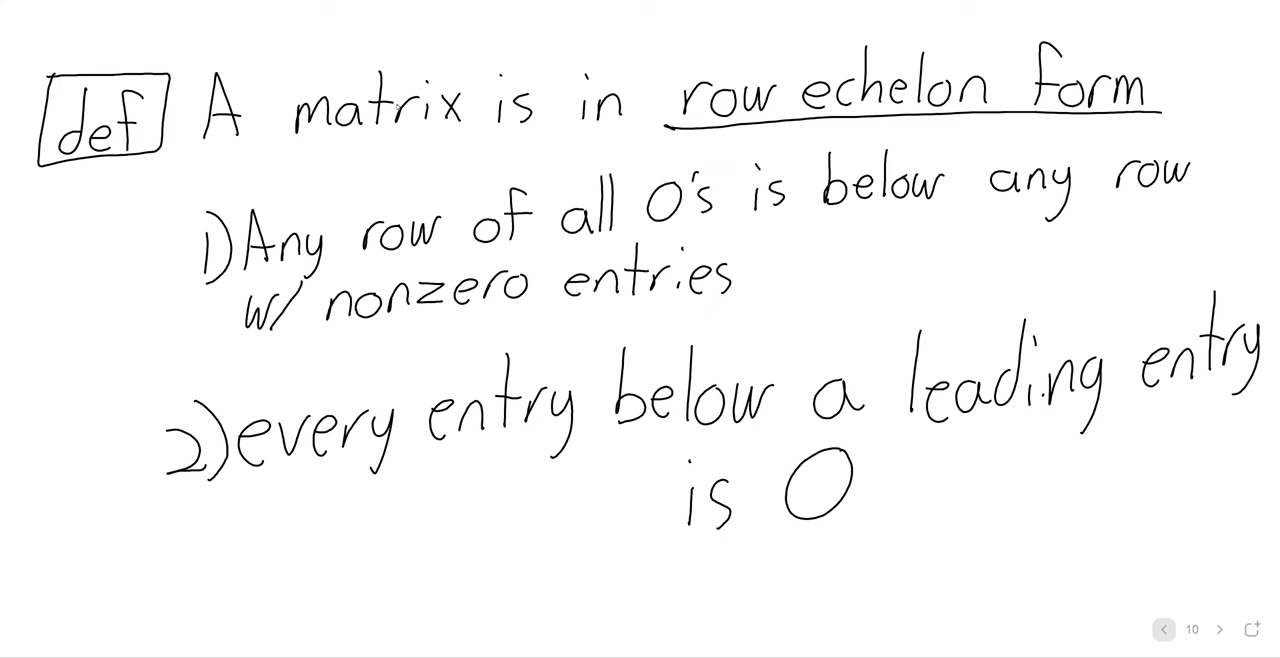 def A matrix is in row echelon form
1) Any row of all 0's is below any row
w/ nonzero entries
2) every entry below a leading entry
is 0
10